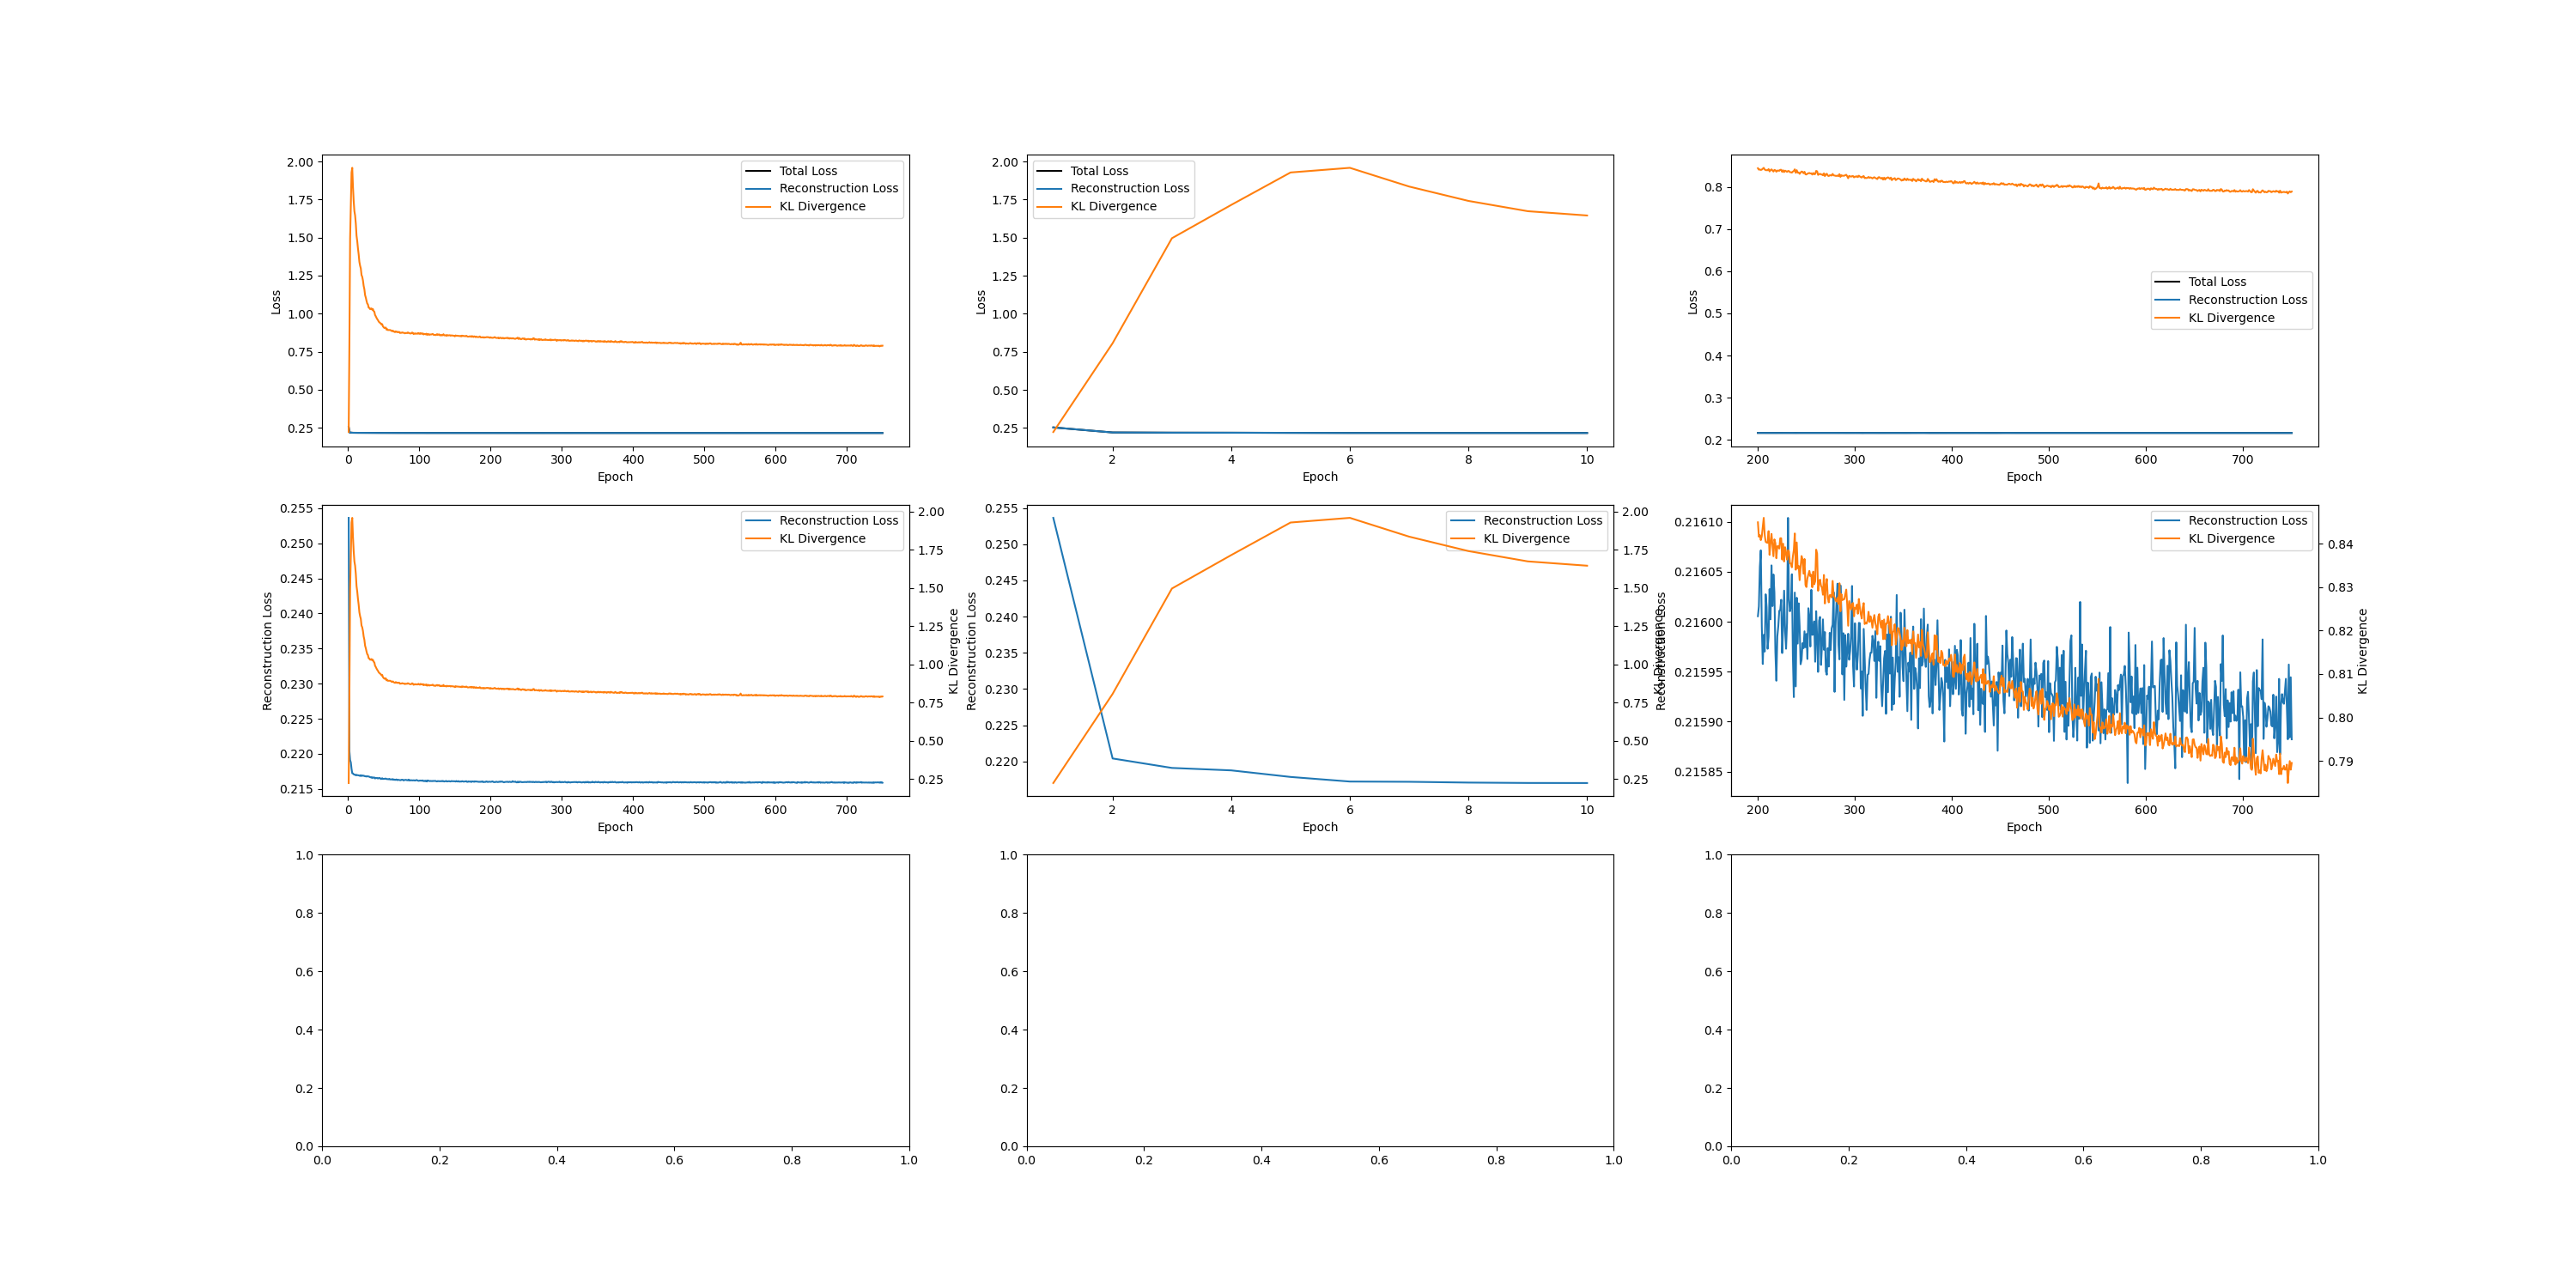 2.00
1.75
1.50
1.25
1.00
0.75
0.50
0.25
Loss
0 100 200 300 400 500 600 700
Epoch
Total Loss
Reconstruction Loss
KL Divergence
2.00
1.75
1.50
1.25
1.00
0.75
0.50
0.25
Loss
2 4 6 8 10
Epoch
Total Loss
Reconstruction Loss
KL Divergence
0.8
0.7
0.6
0.5
0.4
0.3
0.2
Loss
200 300 400 500 600 700
Epoch
Total Loss
Reconstruction Loss
KL Divergence
0.255
0.250
0.245
0.240
0.235
0.230
0.225
0.220
0.215
Reconstruction Loss
0 100 200 300 400 500 600 700
Epoch
Reconstruction Loss
KL Divergence
2.00
1.75
1.50
1.25
1.00
0.75
0.50
0.25
KL Divergence
0.255
0.250
0.245
0.240
0.235
0.230
0.225
0.220
Reconstruction Loss
2 4 6 8 10
Epoch
Reconstruction Loss
KL Divergence
2.00
1.75
1.50
1.25
1.00
0.75
0.50
0.25
KL Divergence
0.21610
0.21605
0.21600
0.21595
0.21590
0.21585
Reconstruction Loss
200 300 400 500 600 700
Epoch
Reconstruction Loss
KL Divergence
0.84
0.83
0.82
0.81
0.80
0.79
KL Divergence
1.0
0.8
0.6
0.4
0.2
0.0
0.0 0.2 0.4 0.6 0.8 1.0
1.0
0.8
0.6
0.4
0.2
0.0
0.0 0.2 0.4 0.6 0.8 1.0
1.0
0.8
0.6
0.4
0.2
0.0
0.0 0.2 0.4 0.6 0.8 1.0